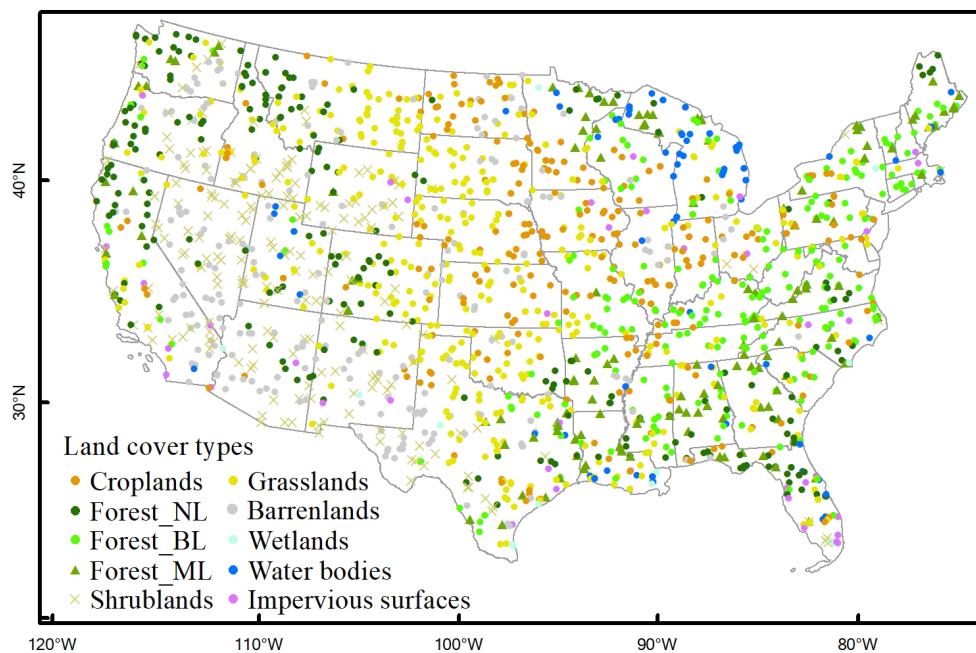 40°N
30°N
Land cover types
Croplands
Grasslands
Forest_NL
Barrenlands
Forest_BL
Wetlands
Forest_ML
Water bodies
Shrublands
Impervious surfaces
120°W
110°W
100°W
90°W
80°W